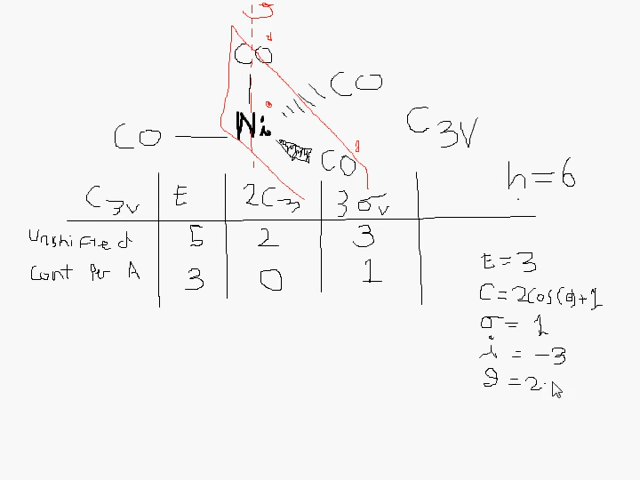 CO
CO
Ni
CO
CO
C3V
h=6
C3v E 2C3 3σv
Unshifted 5 2 3
Cont Per A 3 0 1
E=3
C=2cos(θ)+1
σ=1
i=-3
S=2